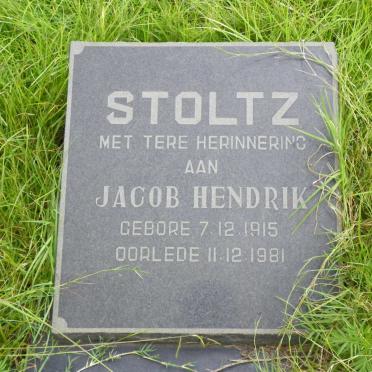 STOLTZ
MET TERE HERINNERING
AAN
JACOB HENDRIK
GEBORE 7.12.1915
OORLEDE 11.12.1981